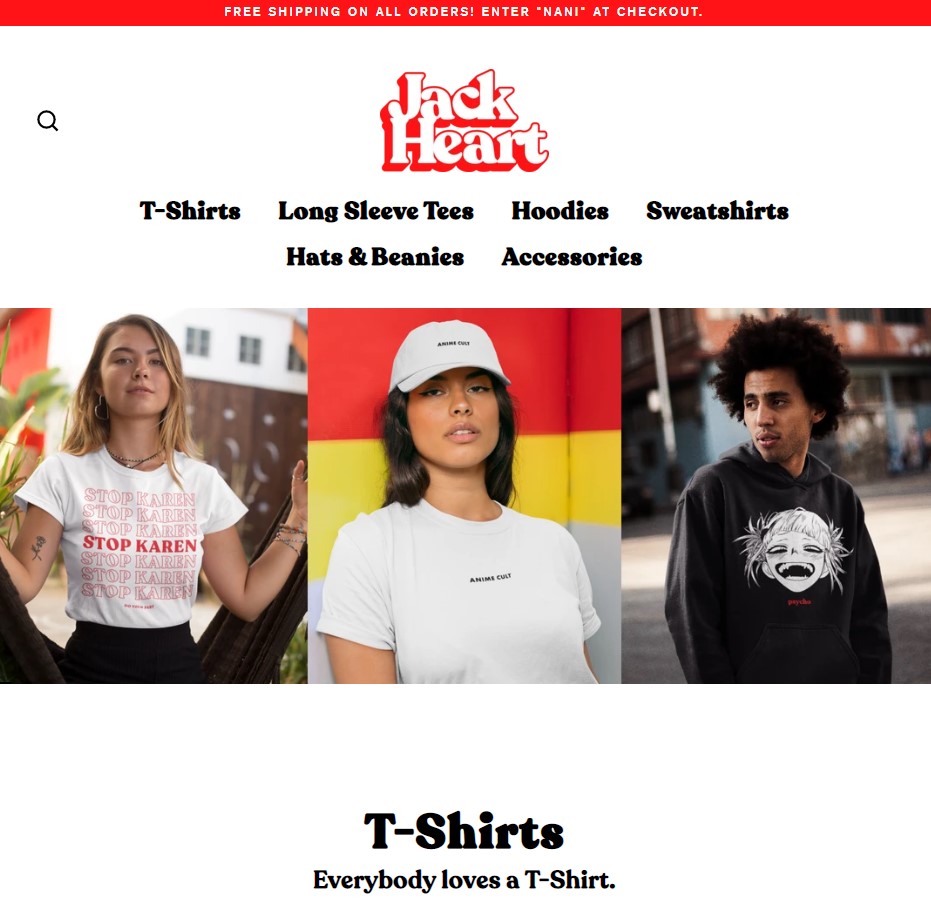 FREE SHIPPING ON ALL ORDERS! ENTER "NANI" AT CHECKOUT.
Jack
Heart
T-Shirts Long Sleeve Tees Hoodies Sweatshirts
Hats & Beanies Accessories
STOP KAREN
STOP KAREN
STOP KAREN
STOP KAREN
STOP KAREN
STOP KAREN
STOP KAREN
ANIME CULT
ANIME CULT
psycho
T-Shirts
Everybody loves a T-Shirt.